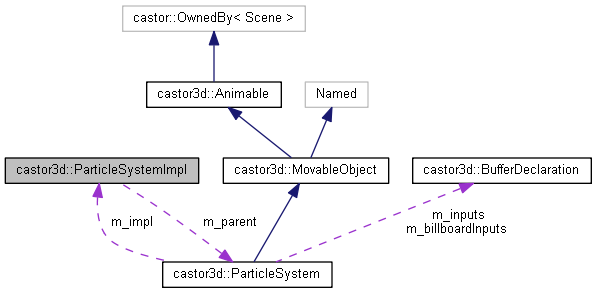 castor::OwnedBy< Scene >
castor3d::Animable
Named
castor3d::ParticleSystemImpl
castor3d::MovableObject
castor3d::BufferDeclaration
m_impl
m_parent
m_inputs
m_billboardInputs
castor3d::ParticleSystem